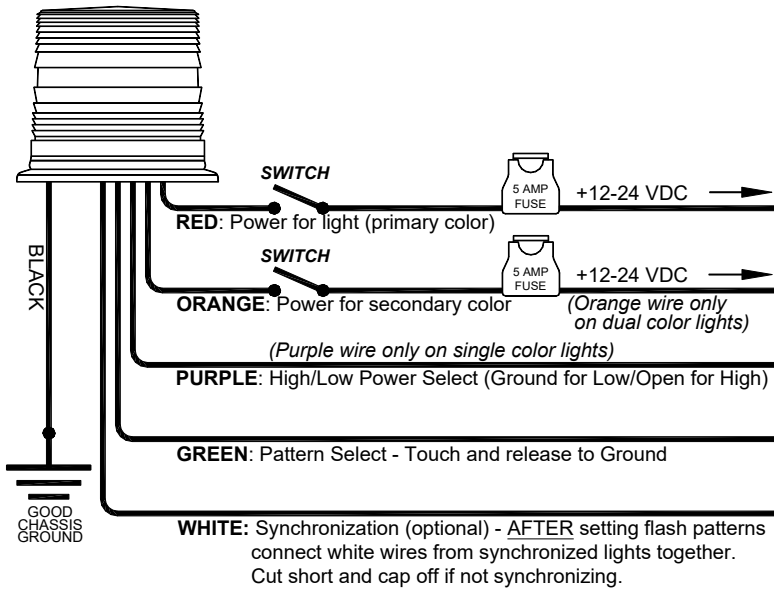 SWITCH
5 AMP
FUSE
+12-24 VDC
RED: Power for light (primary color)
BLACK
SWITCH
5 AMP
FUSE
+12-24 VDC
ORANGE: Power for secondary color
(Orange wire only
on dual color lights)
(Purple wire only on single color lights)
PURPLE: High/Low Power Select (Ground for Low/Open for High)
GREEN: Pattern Select - Touch and release to Ground
GOOD
CHASSIS
GROUND
WHITE: Synchronization (optional) - AFTER setting flash patterns
connect white wires from synchronized lights together.
Cut short and cap off if not synchronizing.